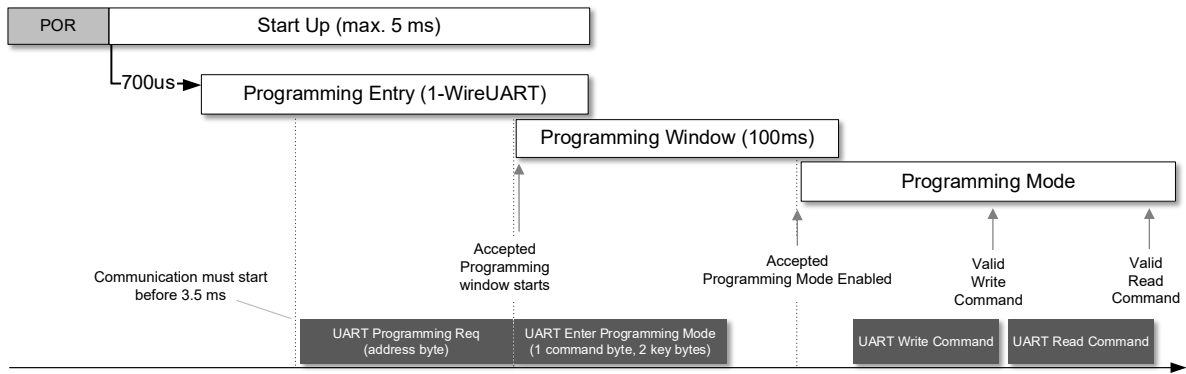 POR
Start Up (max. 5 ms)
700us
Programming Entry (1-WireUART)
Programming Window (100ms)
Programming Mode
Communication must start
before 3.5 ms
Accepted
Programming
window starts
Accepted
Programming Mode Enabled
Valid
Write
Command
Valid
Read
Command
UART Programming Req
(address byte)
UART Enter Programming Mode
(1 command byte, 2 key bytes)
UART Write Command
UART Read Command